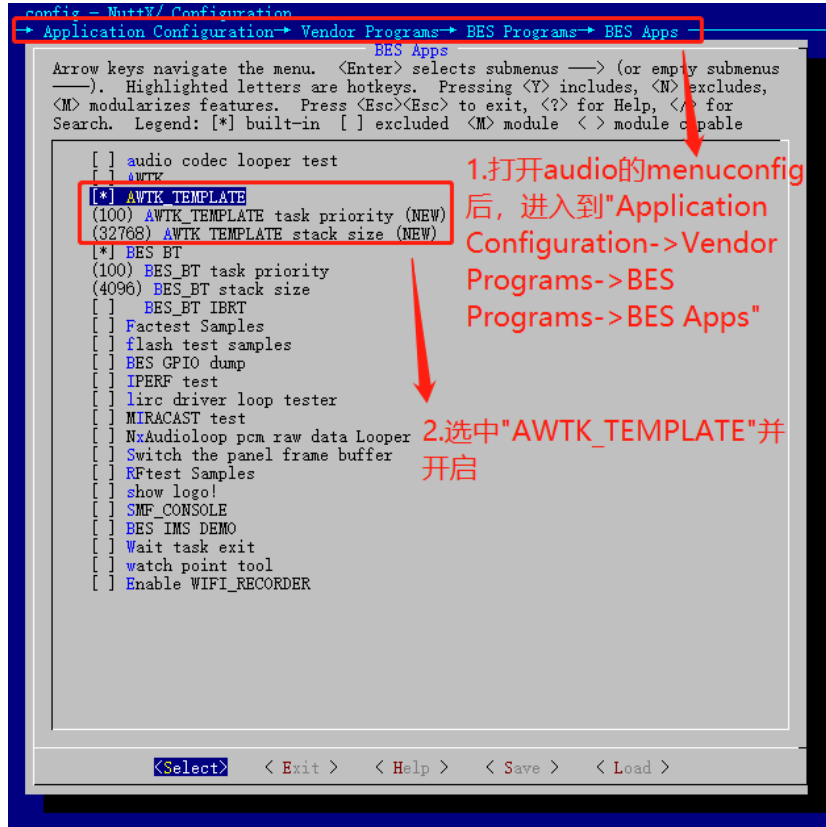 config - NuttX/ Configuration
→ Application Configuration→ Vendor Programs→ BES Programs→ BES Apps
BES Apps
Arrow keys navigate the menu.  <Enter> selects submenus ---> (or empty submenus
----).  Highlighted letters are hotkeys.  Pressing <Y> includes, <N> excludes,
<M> modularizes features.  Press <Esc><Esc> to exit, <?> for Help, </> for
Search.  Legend: [*] built-in  [ ] excluded  <M> module  < > module capable
[ ] audio codec looper test
[ ] AWTK
[*] AWTK_TEMPLATE
(100) AWTK_TEMPLATE task priority (NEW)
(32768) AWTK TEMPLATE stack size (NEW)
[*] BES BT
(100) BES_BT task priority
(4096) BES_BT stack size
[ ]   BES_BT IBRT
[ ] Factest Samples
[ ] flash test samples
[ ] BES GPIO dump
[ ] IPERF test
[ ] lirc driver loop tester
[ ] MIRACAST test
[ ] NxAudioloop pcm raw data Looper
[ ] Switch the panel frame buffer
[ ] RFtest Samples
[ ] show logo!
[ ] SMF_CONSOLE
[ ] BES IMS DEMO
[ ] Wait task exit
[ ] watch point tool
[ ] Enable WIFI_RECORDER
1.打开audio的menuconfig
后，进入到"Application
Configuration->Vendor
Programs->BES
Programs->BES Apps"
2.选中"AWTK_TEMPLATE"并
开启
<Select>    < Exit >    < Help >    < Save >    < Load >